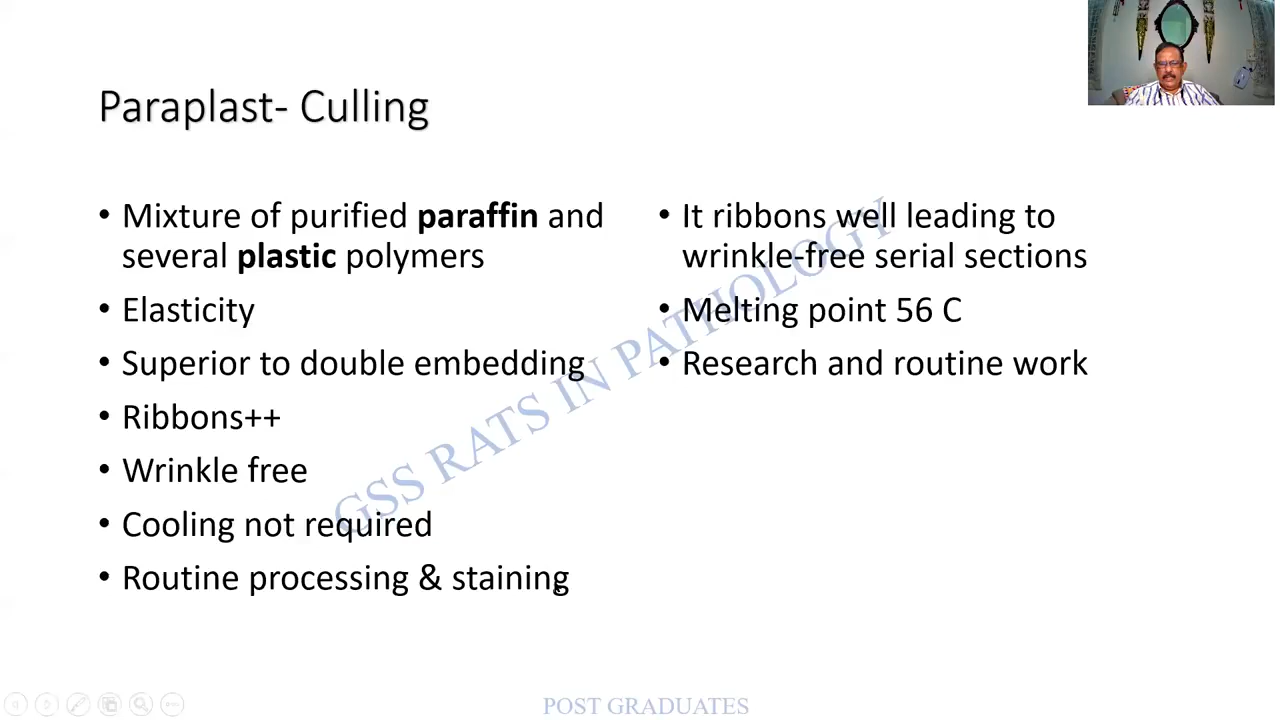 Paraplast- Culling
• Mixture of purified paraffin and
several plastic polymers
• Elasticity
• Superior to double embedding
• Ribbons++
• Wrinkle free
• Cooling not required
• Routine processing & staining
• It ribbons well leading to
wrinkle-free serial sections
• Melting point 56 C
• Research and routine work
GSS RATS IN PATHOLOGY
POST GRADUATES